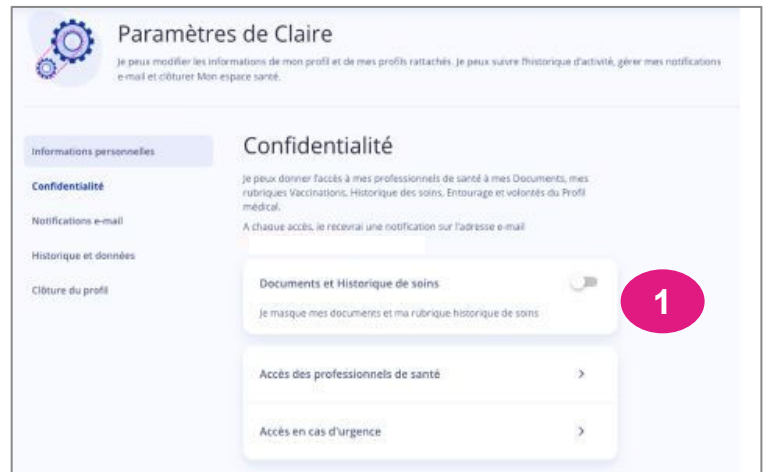 Paramètres de Claire
Je peux modifier les informations de mon profil et de mes profils rattachés. Je peux suivre l'historique d'activité, gérer mes notifications
e-mail et clôturer Mon espace santé.
Informations personnelles
Confidentialité
Notifications e-mail
Historique et données
Clôture du profil
Confidentialité
Je peux donner l'accès à mes professionnels de santé à mes Documents, mes
rubriques Vaccinations, Historique des soins, Entourage et volontés du Profil
médical.
A chaque accès, je recevrai une notification sur l'adresse e-mail
Documents et Historique de soins
Je masque mes documents et ma rubrique historique de soins
1
Accès des professionnels de santé
Accès en cas d'urgence